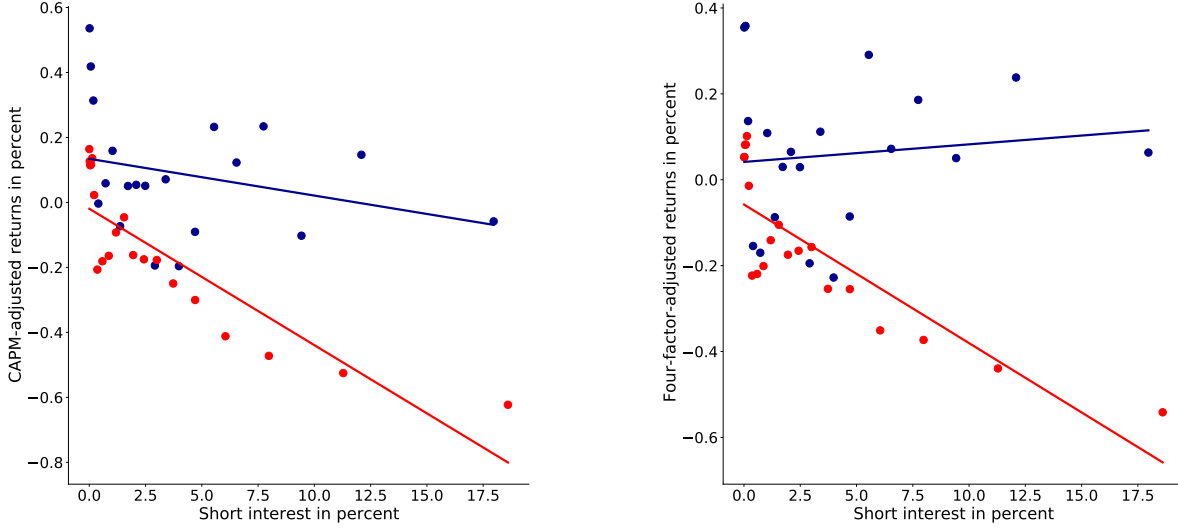 0.6
0.4
0.2
0.0
−0.2
−0.4
−0.6
−0.8
CAPM-adjusted returns in percent
0.0 2.5 5.0 7.5 10.0 12.5 15.0 17.5
Short interest in percent
0.4
0.2
0.0
−0.2
−0.4
−0.6
Four-factor-adjusted returns in percent
0.0 2.5 5.0 7.5 10.0 12.5 15.0 17.5
Short interest in percent